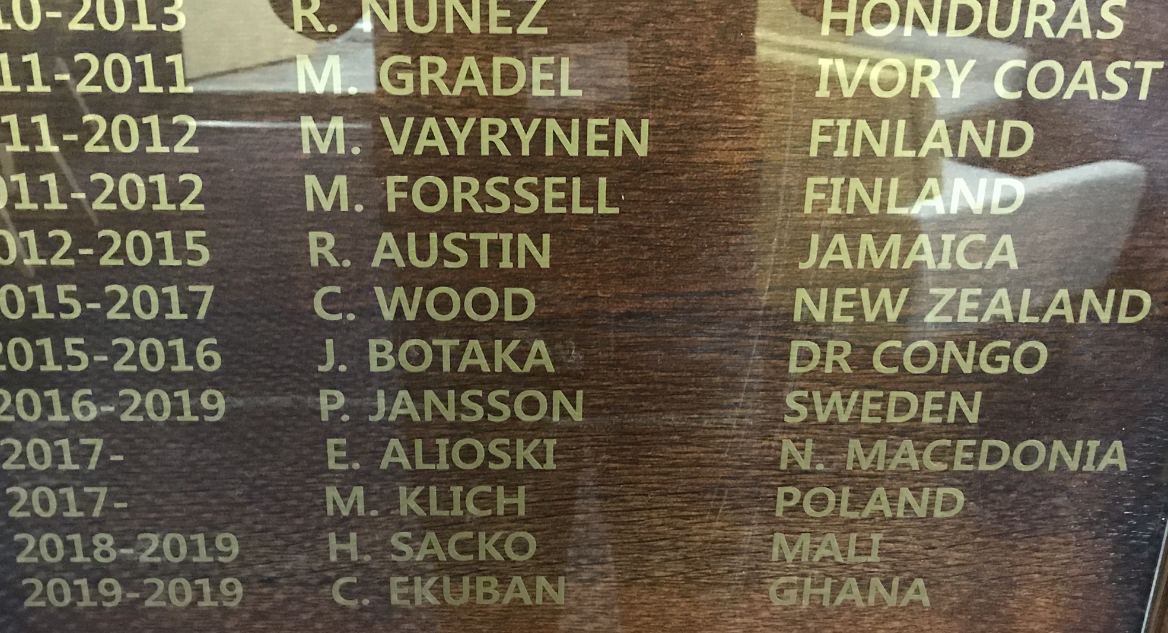 10-2013 R. NUNEZ HONDURAS
11-2011 M. GRADEL IVORY COAST
11-2012 M. VAYRYNEN FINLAND
011-2012 M. FORSSELL FINLAND
012-2015 R. AUSTIN JAMAICA
015-2017 C. WOOD NEW ZEALAND
2015-2016 J. BOTAKA DR CONGO
2016-2019 P. JANSSON SWEDEN
2017- E. ALIOSKI N. MACEDONIA
2017- M. KLICH POLAND
2018-2019 H. SACKO MALI
2019-2019 C. EKUBAN GHANA